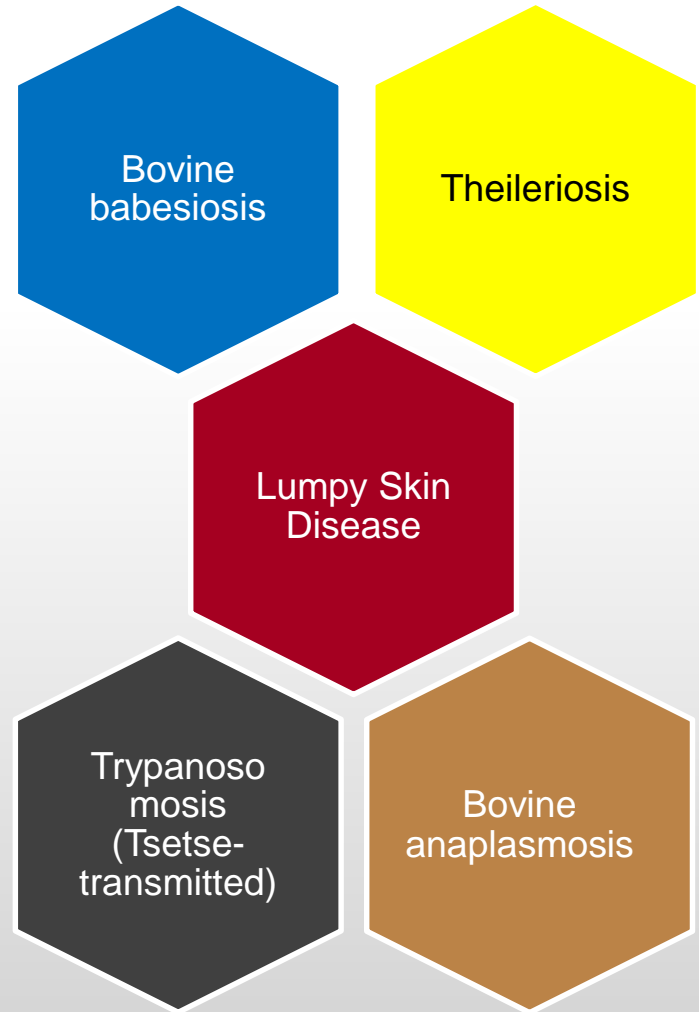 Bovine
babesiosis
Theileriosis
Lumpy Skin
Disease
Trypanoso
mosis
(Tsetse-
transmitted)
Bovine
anaplasmosis